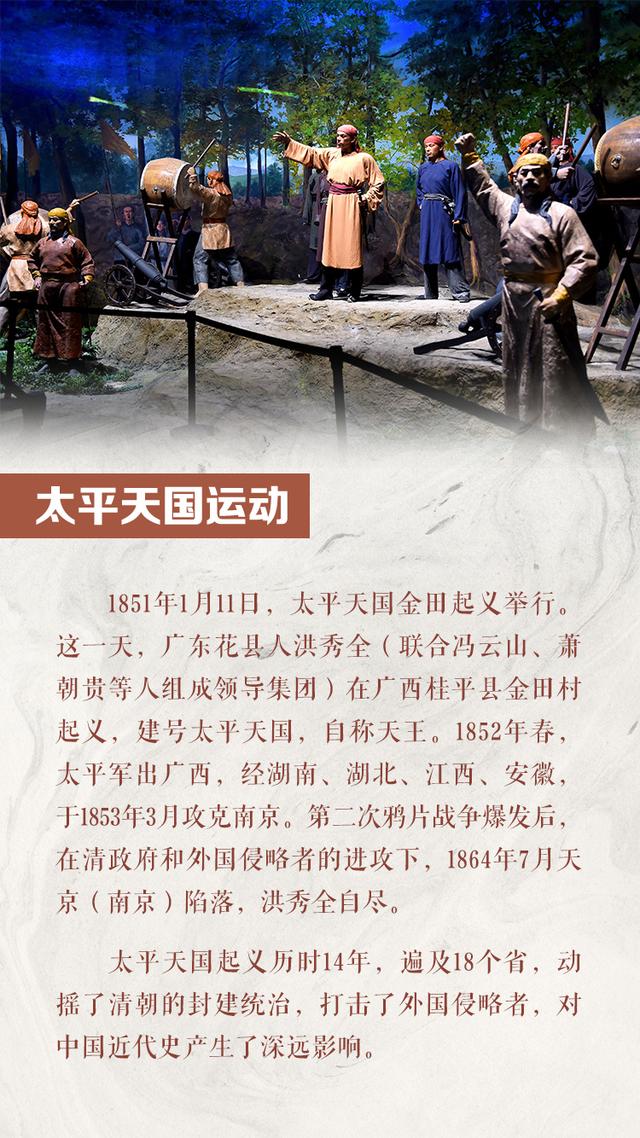 太平天国运动
1851年1月11日，太平天国金田起义举行。
这一天，广东花县人洪秀全（联合冯云山、萧
朝贵等人组成领导集团）在广西桂平县金田村
起义，建号太平天国，自称天王。1852年春，
太平军出广西，经湖南、湖北、江西、安徽，
于1853年3月攻克南京。第二次鸦片战争爆发后，
在清政府和外国侵略者的进攻下，1864年7月天
京（南京）陷落，洪秀全自尽。
太平天国起义历时14年，遍及18个省，动
摇了清朝的封建统治，打击了外国侵略者，对
中国近代史产生了深远影响。